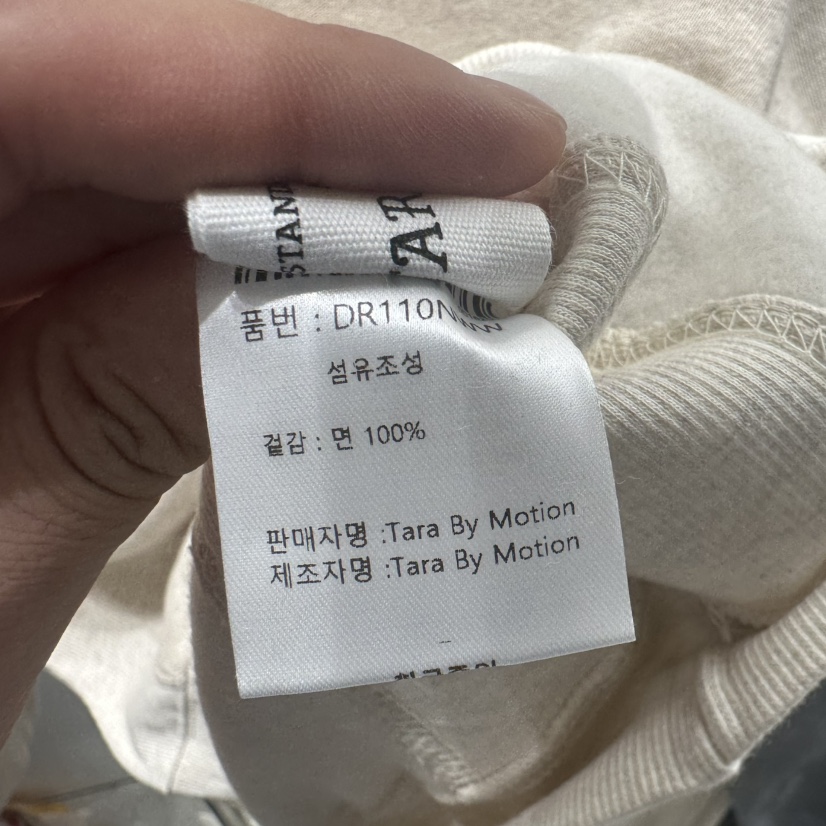 품번 : DR110N
섬유조성
겉감 : 면 100%
판매자명 :Tara By Motion
제조자명 :Tara By Motion